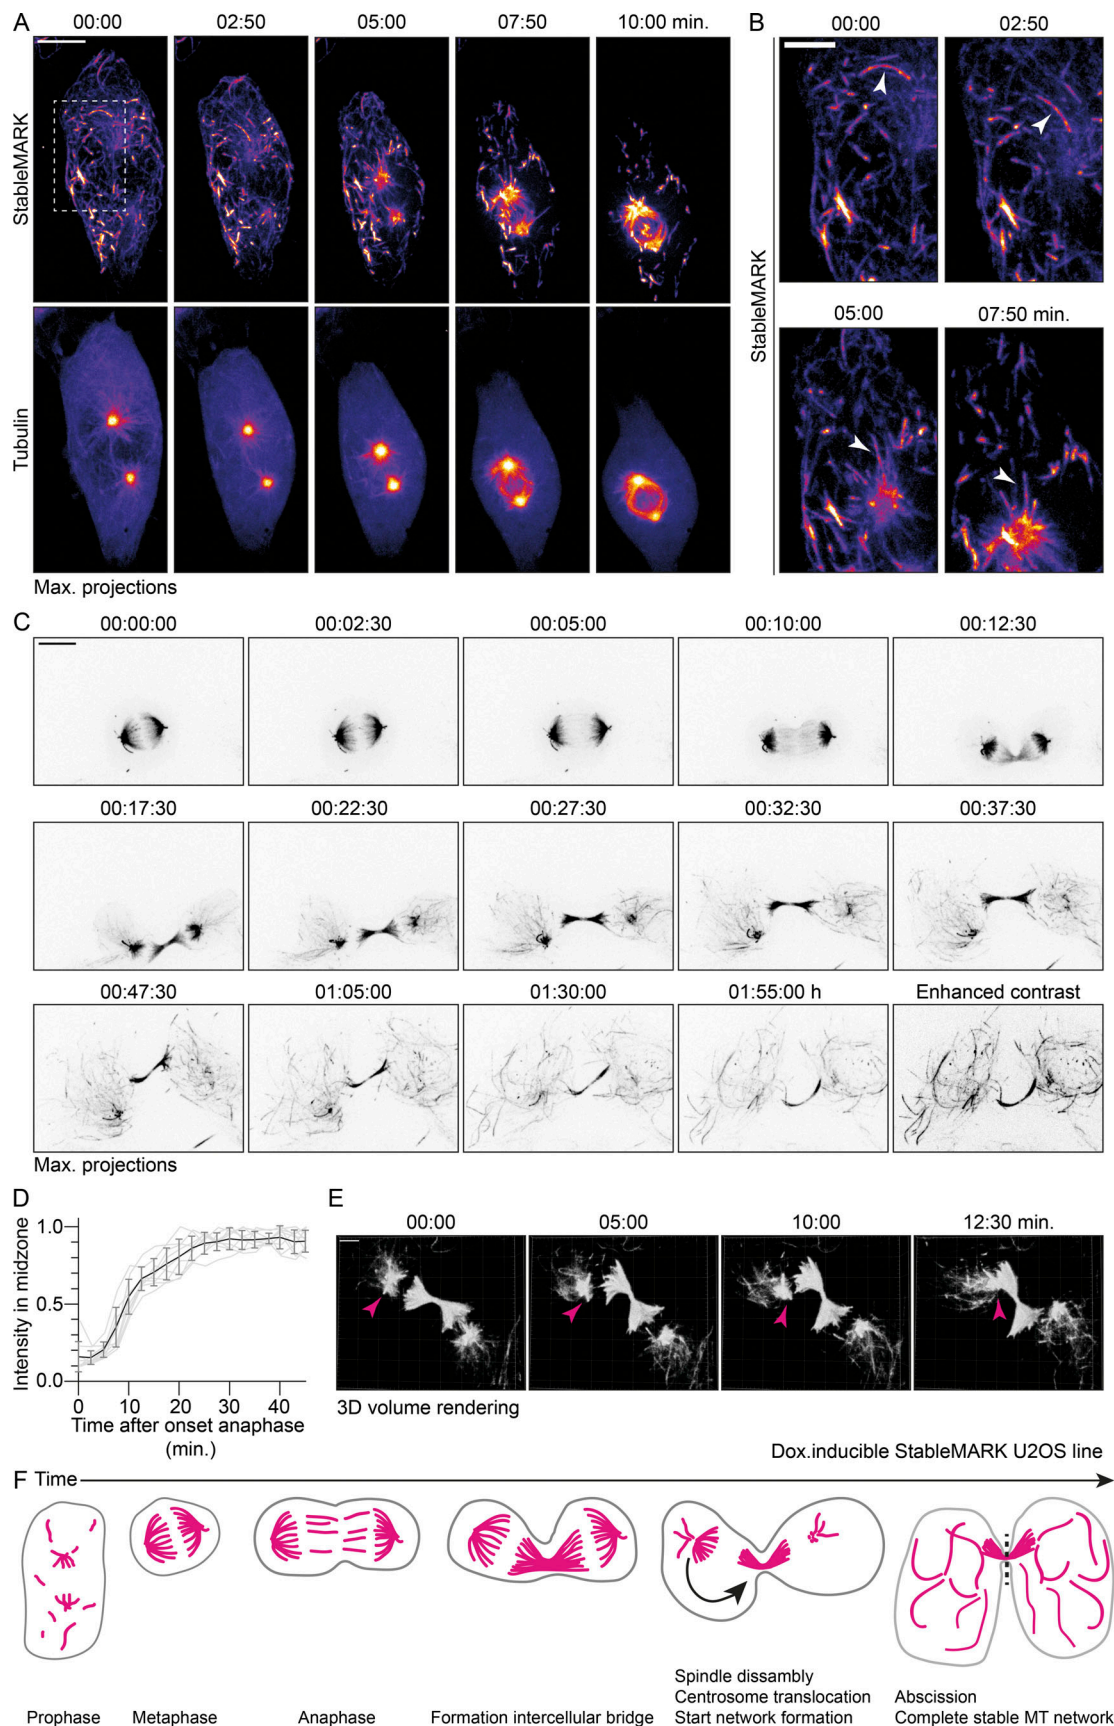 A
00:00
02:50
05:00
07:50
10:00 min.
StableMARK
Tubulin
Max. projections
B
00:00
02:50
StableMARK
05:00
07:50 min.
C
00:00:00
00:02:30
00:05:00
00:10:00
00:12:30
00:17:30
00:22:30
00:27:30
00:32:30
00:37:30
00:47:30
01:05:00
01:30:00
01:55:00 h
Enhanced contrast
Max. projections
D
Intensity in midzone
1.0
0.5
0.0
0 10 20 30 40
Time after onset anaphase
(min.)
E
00:00
05:00
10:00
12:30 min.
3D volume rendering
Dox.inducible StableMARK U2OS line
F
Time
Prophase
Metaphase
Anaphase
Formation intercellular bridge
Spindle dissambly
Centrosome translocation
Start network formation
Abscission
Complete stable MT network